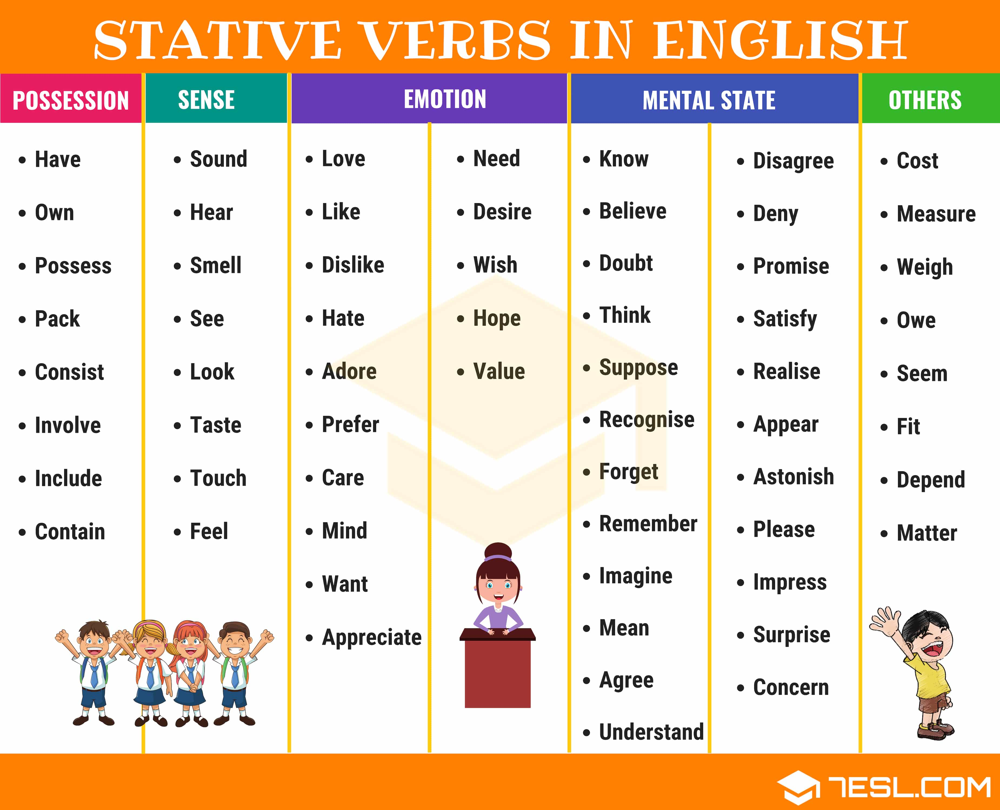 STATIVE VERBS IN ENGLISH
POSSESSION
• Have
• Own
• Possess
• Pack
• Consist
• Involve
• Include
• Contain
SENSE
• Sound
• Hear
• Smell
• See
• Look
• Taste
• Touch
• Feel
EMOTION
• Love
• Like
• Dislike
• Hate
• Adore
• Prefer
• Care
• Mind
• Want
• Appreciate
• Need
• Desire
• Wish
• Hope
• Value
MENTAL STATE
• Know
• Believe
• Doubt
• Think
• Suppose
• Recognise
• Forget
• Remember
• Imagine
• Mean
• Agree
• Understand
• Disagree
• Deny
• Promise
• Satisfy
• Realise
• Appear
• Astonish
• Please
• Impress
• Surprise
• Concern
OTHERS
• Cost
• Measure
• Weigh
• Owe
• Seem
• Fit
• Depend
• Matter
7ESL.COM